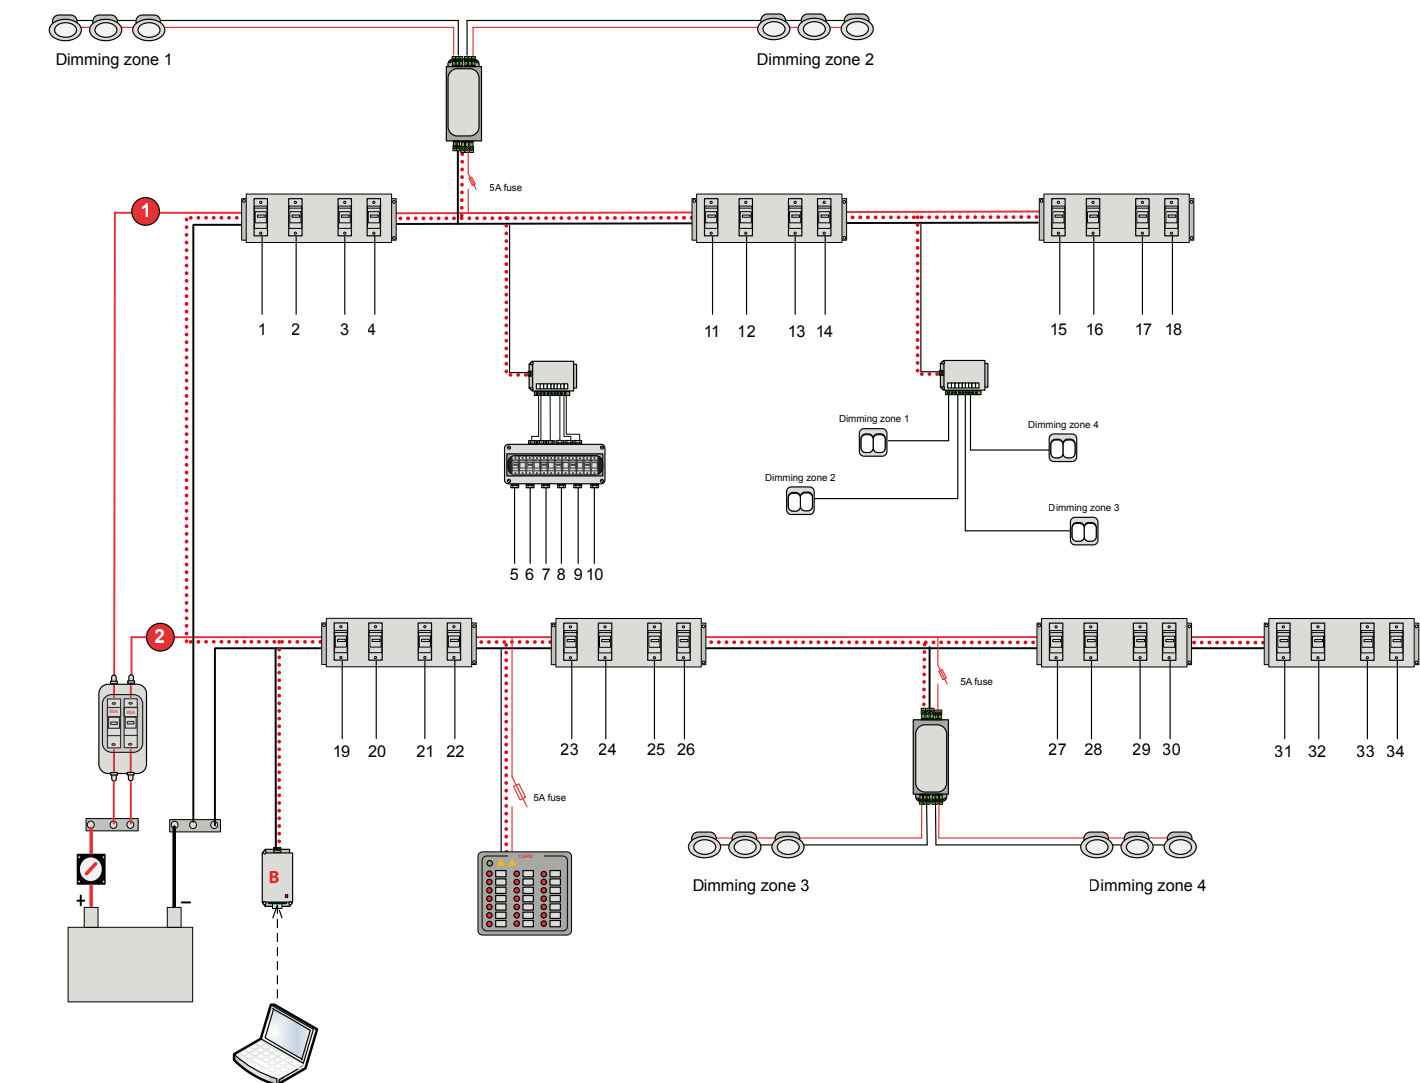 Dimming zone 1
Dimming zone 2
5A fuse
1
1 2 3 4
11 12 13 14
15 16 17 18
Dimming zone 1
Dimming zone 4
Dimming zone 2
Dimming zone 3
5 6 7 8 9 10
2
5A fuse
19 20 21 22
23 24 25 26
27 28 29 30
31 32 33 34
5A fuse
+
–
B
Dimming zone 3
Dimming zone 4